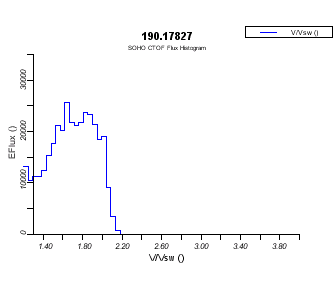 190.17827
SOHO CTOF Flux Histogram
V/Vsw ()
EFlux ()
30000
20000
10000
0
1.40 1.80 2.20 2.60 3.00 3.40 3.80
V/Vsw ()